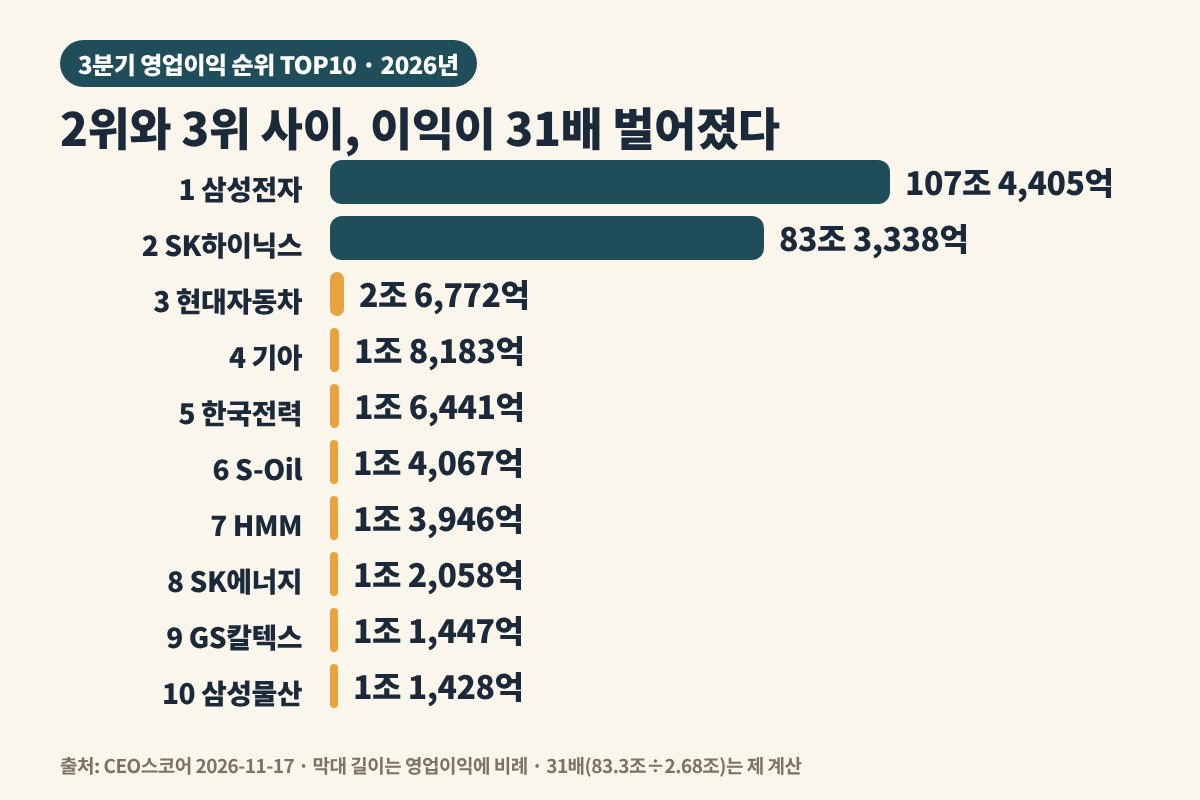 3분기 영업이익 순위 TOP10 · 2026년
2위와 3위 사이, 이익이 31배 벌어졌다
1 삼성전자 107조 4,405억
2 SK하이닉스 83조 3,338억
3 현대자동차 2조 6,772억
4 기아 1조 8,183억
5 한국전력 1조 6,441억
6 S-Oil 1조 4,067억
7 HMM 1조 3,946억
8 SK에너지 1조 2,058억
9 GS칼텍스 1조 1,447억
10 삼성물산 1조 1,428억
출처: CEO스코어 2026-11-17 · 막대 길이는 영업이익에 비례 · 31배(83.3조÷2.68조)는 제 계산